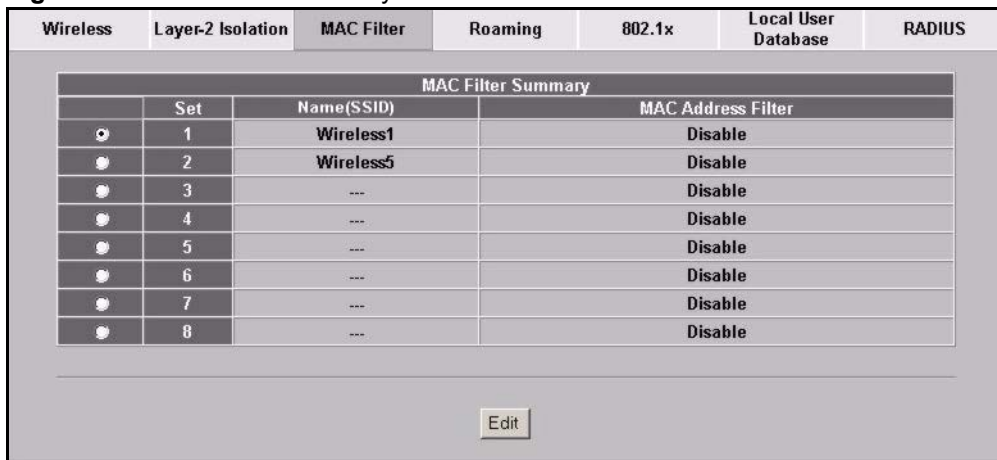 Wireless Layer-2 Isolation MAC Filter Roaming 802.1x Local User Database RADIUS
MAC Filter Summary
Set Name(SSID) MAC Address Filter
1 Wireless1 Disable
2 Wireless5 Disable
3 --- Disable
4 --- Disable
5 --- Disable
6 --- Disable
7 --- Disable
8 --- Disable
Edit